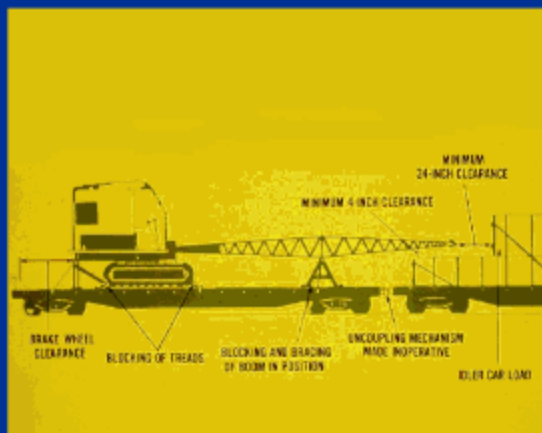 MINIMUM
24-INCH CLEARANCE
MINIMUM 4-INCH CLEARANCE
BRAKE WHEEL
CLEARANCE
BLOCKING OF TREADS
BLOCKING AND BRACING
OF BOOM IN POSITION
UNCOUPLING MECHANISM
MADE INOPERATIVE
IDLER CAR LOAD